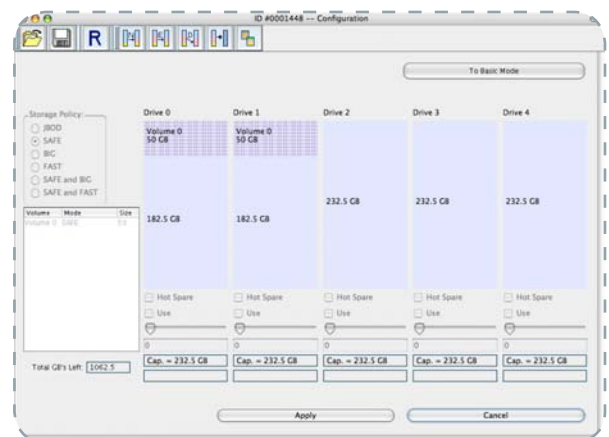 ID #0001448 -- Configuration
R
To Basic Mode
Storage Policy:
JBOD
SAFE
BIG
FAST
SAFE and BIG
SAFE and FAST
Volume Mode Size
Volume 0 SAFE
Total GB's Left: 1062.5
Drive 0 Drive 1 Drive 2 Drive 3 Drive 4
Volume 0 Volume 0
50 GB 50 GB
232.5 GB 232.5 GB 232.5 GB
182.5 GB 182.5 GB
Hot Spare Hot Spare Hot Spare Hot Spare Hot Spare
Use Use Use Use Use
0 0 0 0 0
Cap. = 232.5 GB Cap. = 232.5 GB Cap. = 232.5 GB Cap. = 232.5 GB Cap. = 232.5 GB
Apply Cancel